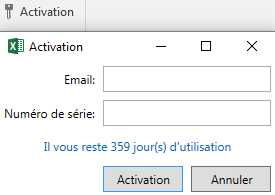 Activation
Activation
Email:
Numéro de série:
Il vous reste 359 jour(s) d'utilisation
Activation
Annuler